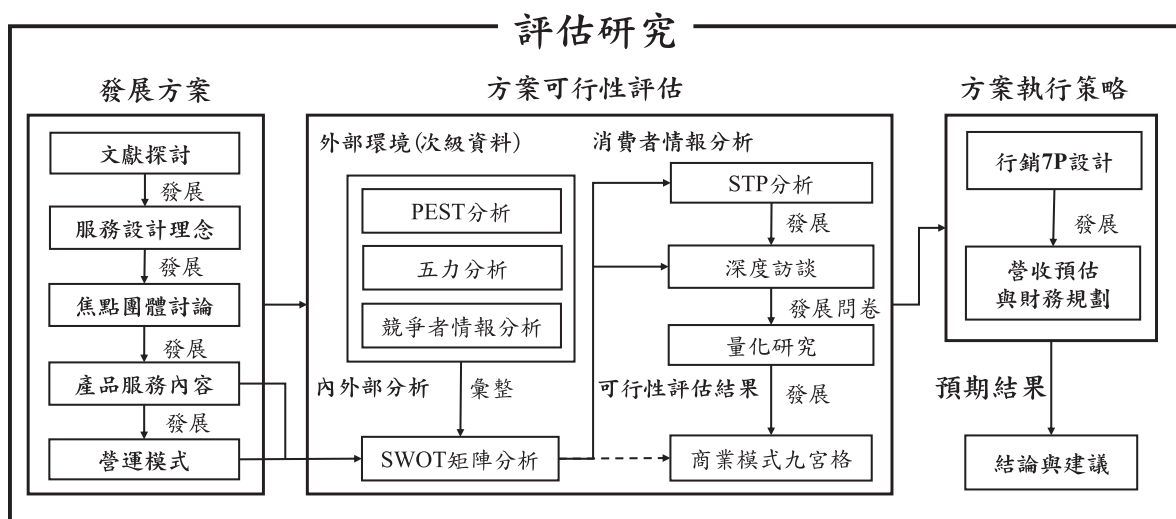 評估研究
發展方案
文獻探討
發展
服務設計理念
發展
焦點團體討論
發展
產品服務內容
發展
營運模式
方案可行性評估
外部環境(次級資料)
PEST分析
五力分析
競爭者情報分析
內外部分析
彙整
SWOT矩陣分析
消費者情報分析
STP分析
發展
深度訪談
發展問卷
量化研究
可行性評估結果
發展
商業模式九宮格
方案執行策略
行銷7P設計
發展
營收預估
與財務規劃
預期結果
結論與建議